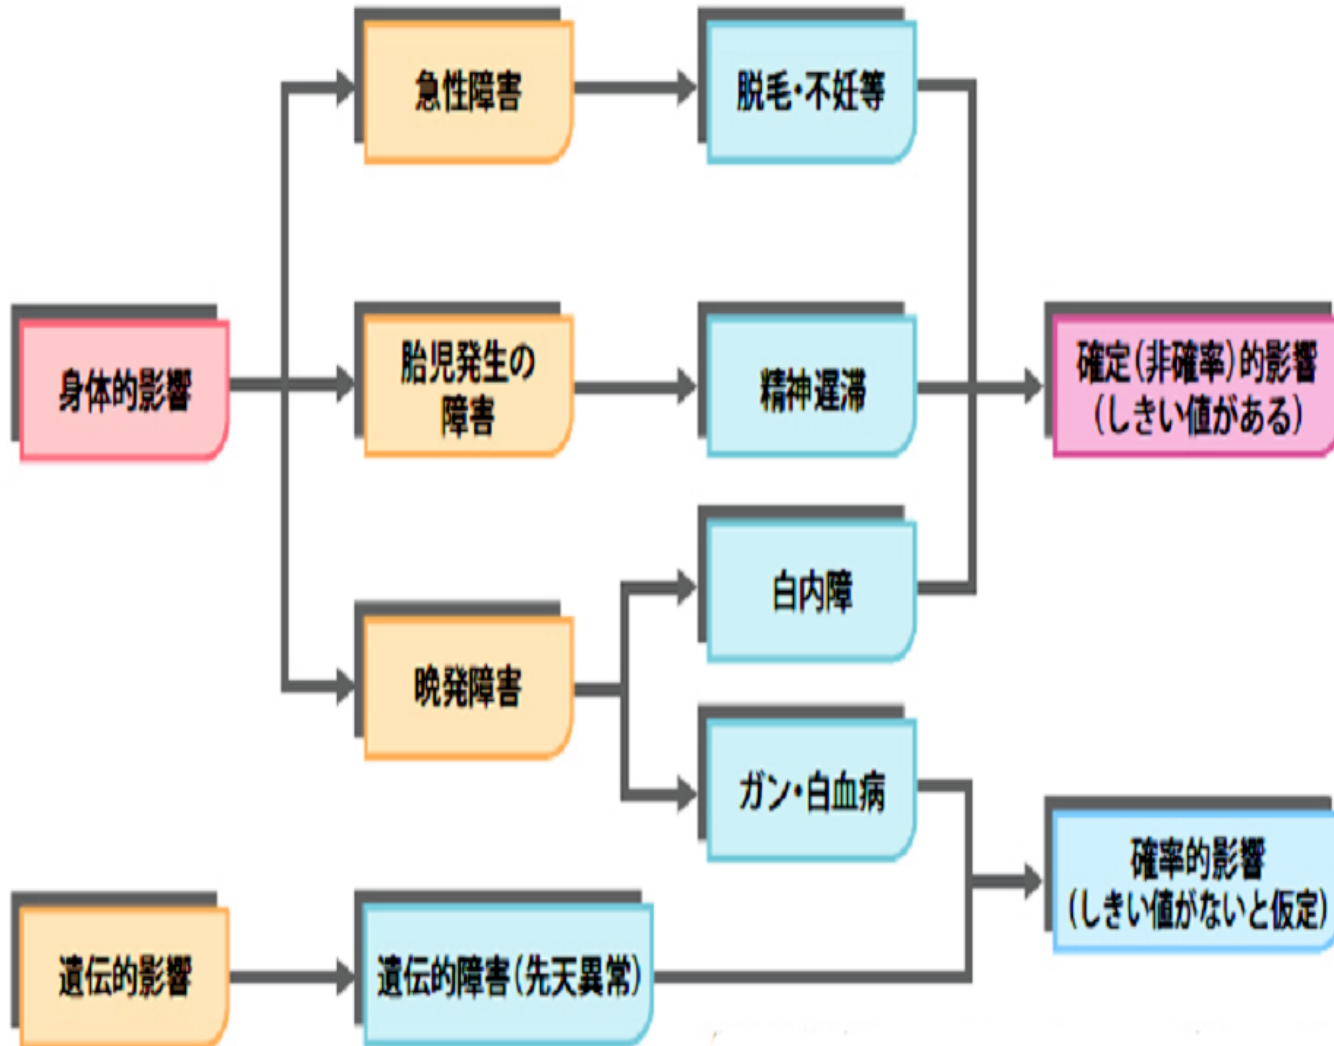 急性障害
脱毛・不妊等
身体的影響
胎児発生の
障害
精神遅滞
確定(非確率)的影響
(しきい値がある)
白内障
晩発障害
ガン・白血病
確率的影響
(しきい値がないと仮定)
遺伝的影響
遺伝的障害(先天異常)